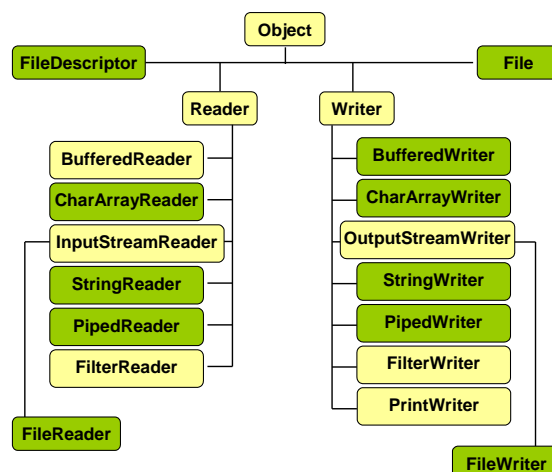 Object
FileDescriptor
File
Reader
Writer
BufferedReader
CharArrayReader
InputStreamReader
StringReader
PipedReader
FilterReader
FileReader
BufferedWriter
CharArrayWriter
OutputStreamWriter
StringWriter
PipedWriter
FilterWriter
PrintWriter
FileWriter